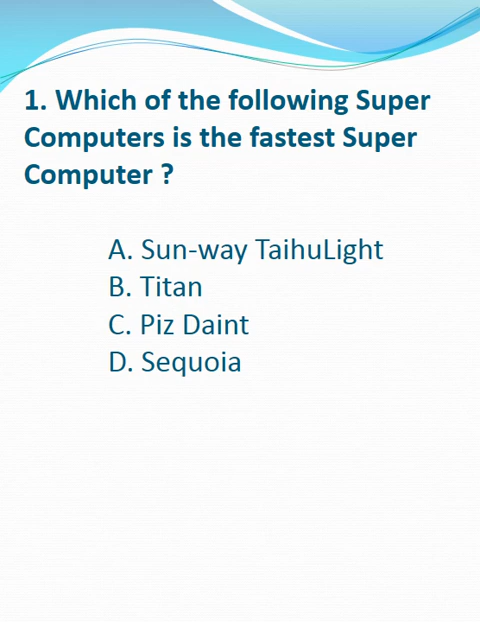 1. Which of the following Super
Computers is the fastest Super
Computer ?
A. Sun-way TaihuLight
B. Titan
C. Piz Daint
D. Sequoia